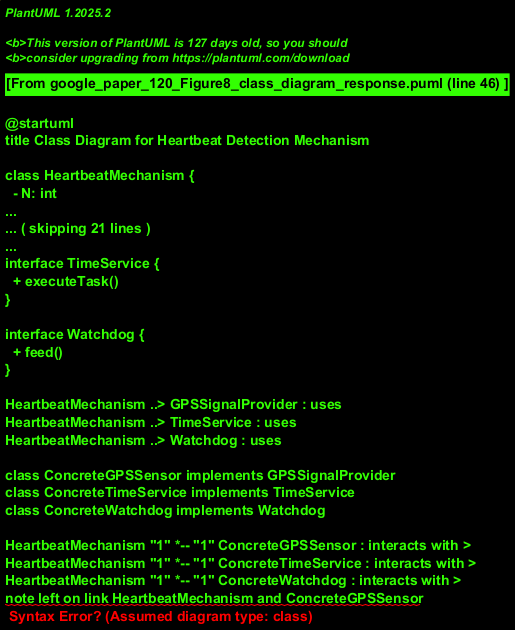 PlantUML 1.2025.2
<b>This version of PlantUML is 127 days old, so you should
<b>consider upgrading from https://plantuml.com/download
[From google_paper_120_Figure8_class_diagram_response.puml (line 46) ]
@startuml
title Class Diagram for Heartbeat Detection Mechanism
class HeartbeatMechanism {
- N: int
...
... ( skipping 21 lines )
...
interface TimeService {
+ executeTask()
}
interface Watchdog {
+ feed()
}
HeartbeatMechanism ..> GPSSignalProvider : uses
HeartbeatMechanism ..> TimeService : uses
HeartbeatMechanism ..> Watchdog : uses
class ConcreteGPSSensor implements GPSSignalProvider
class ConcreteTimeService implements TimeService
class ConcreteWatchdog implements Watchdog
HeartbeatMechanism "1" *-- "1" ConcreteGPSSensor : interacts with >
HeartbeatMechanism "1" *-- "1" ConcreteTimeService : interacts with >
HeartbeatMechanism "1" *-- "1" ConcreteWatchdog : interacts with >
note left on link HeartbeatMechanism and ConcreteGPSSensor
Syntax Error? (Assumed diagram type: class)